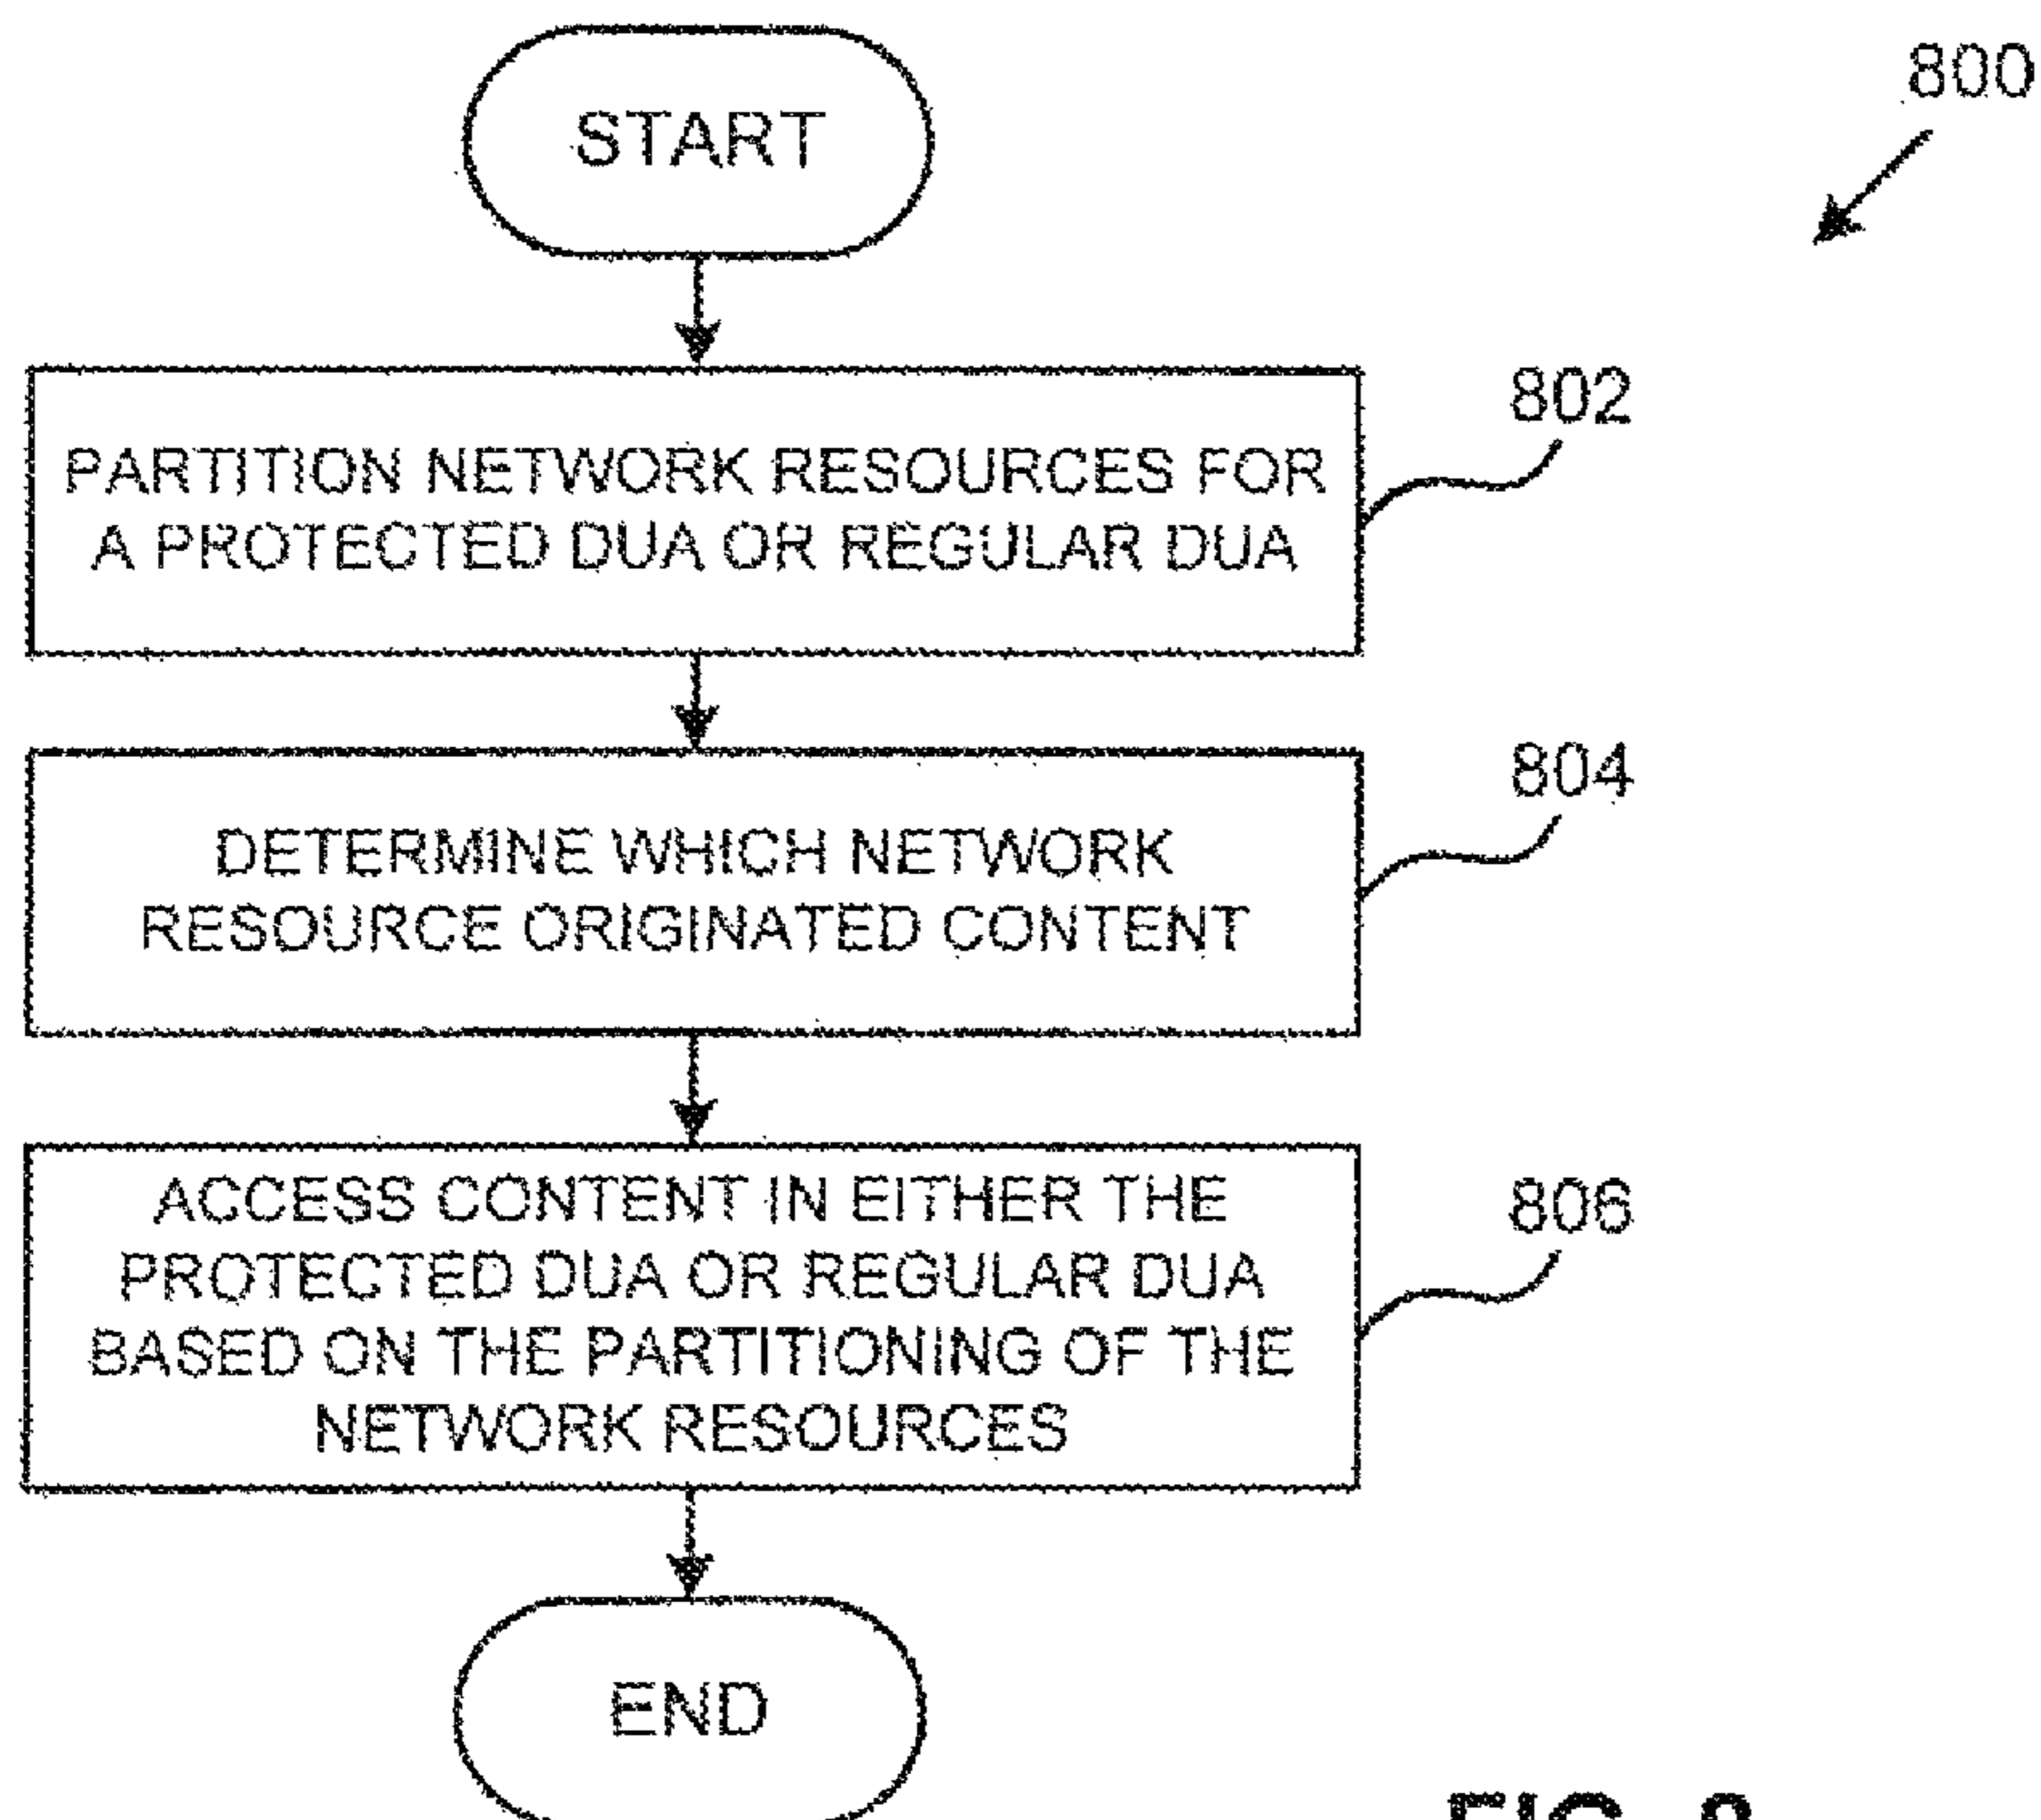 START
800
PARTITION NETWORK RESOURCES FOR
A PROTECTED DUA OR REGULAR DUA
802
DETERMINE WHICH NETWORK
RESOURCE ORIGINATED CONTENT
804
ACCESS CONTENT IN EITHER THE
PROTECTED DUA OR REGULAR DUA
BASED ON THE PARTITIONING OF THE
NETWORK RESOURCES
806
END